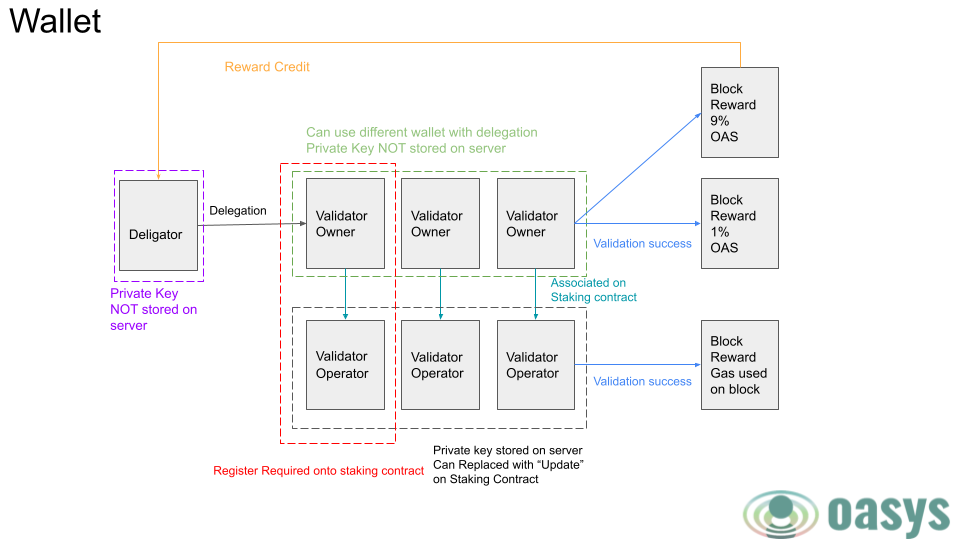 Wallet
Reward Credit
Block
Reward
9%
OAS
Can use different wallet with delegation
Private Key NOT stored on server
Deligator
Delegation
Validator
Owner
Validator
Owner
Validator
Owner
Block
Reward
1%
OAS
Validation success
Private Key
NOT stored on
server
Associated on
Staking contract
Validator
Operator
Validator
Operator
Validator
Operator
Validation success
Block
Reward
Gas used
on block
Register Required onto staking contract
Private key stored on server
Can Replaced with “Update”
on Staking Contract
oasys